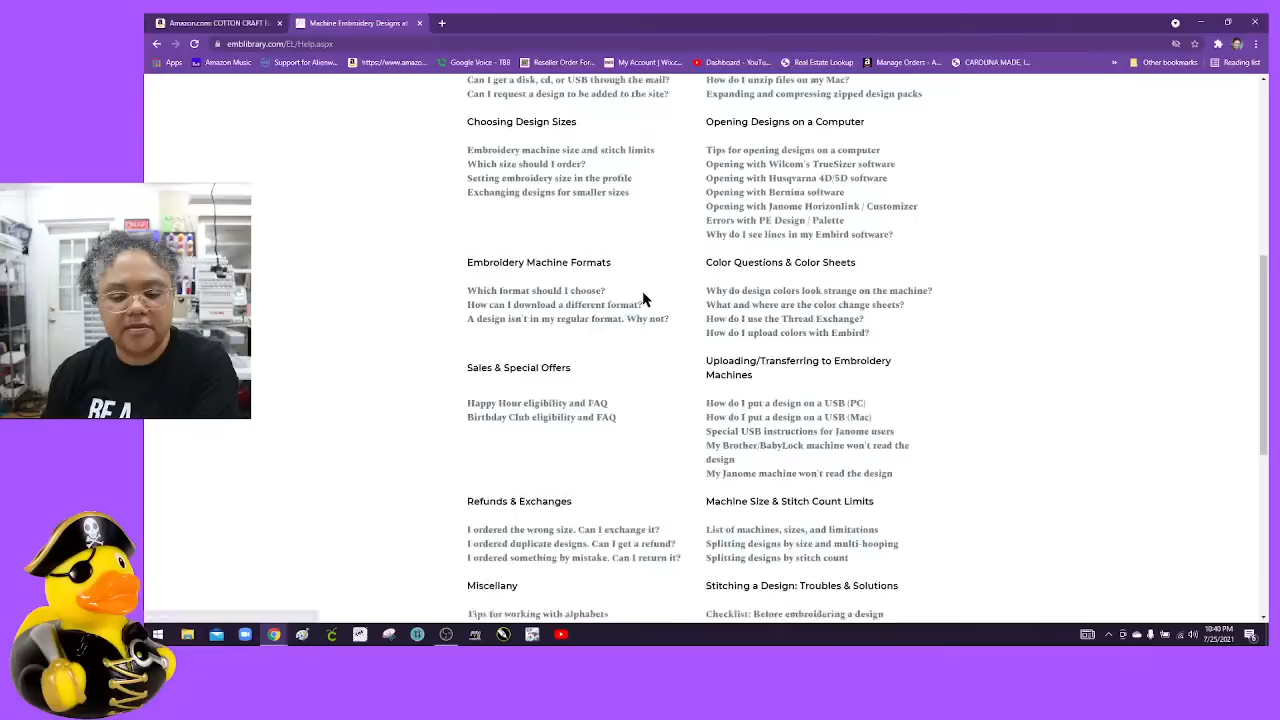 Amazon.com: COTTON CRAFT
Machine Embroidery Designs at
emblibrary.com/EL/Help.aspx
Apps
Amazon Music
Support for Alienw...
https://www.amazo...
Google Voice - TBB
Reseller Order For...
My Account | Wix.c...
Dashboard - YouTu...
Real Estate Lookup
Manage Orders - A...
CAROLINA MADE, I...
»
Other bookmarks
Reading list
Can I get a disk, cd, or USB through the mail?
Can I request a design to be added to the site?
Choosing Design Sizes
Embroidery machine size and stitch limits
Which size should I order?
Setting embroidery size in the profile
Exchanging designs for smaller sizes
Embroidery Machine Formats
Which format should I choose?
How can I download a different format?
A design isn't in my regular format. Why not?
Sales & Special Offers
Happy Hour eligibility and FAQ
Birthday Club eligibility and FAQ
Refunds & Exchanges
I ordered the wrong size. Can I exchange it?
I ordered duplicate designs. Can I get a refund?
I ordered something by mistake. Can I return it?
Miscellany
Tips for working with alphabets
How do I unzip files on my Mac?
Expanding and compressing zipped design packs
Opening Designs on a Computer
Tips for opening designs on a computer
Opening with Wilcom's TrueSizer software
Opening with Husqvarna 4D/5D software
Opening with Bernina software
Opening with Janome Horizonlink / Customizer
Errors with PE Design / Palette
Why do I see lines in my Embird software?
Color Questions & Color Sheets
Why do design colors look strange on the machine?
What and where are the color change sheets?
How do I use the Thread Exchange?
How do I upload colors with Embird?
Uploading/Transferring to Embroidery
Machines
How do I put a design on a USB (PC)
How do I put a design on a USB (Mac)
Special USB instructions for Janome users
My Brother/BabyLock machine won't read the
design
My Janome machine won't read the design
Machine Size & Stitch Count Limits
List of machines, sizes, and limitations
Splitting designs by size and multi-hooping
Splitting designs by stitch count
Stitching a Design: Troubles & Solutions
Checklist: Before embroidering a design
BE A
10:40 PM
7/25/2021